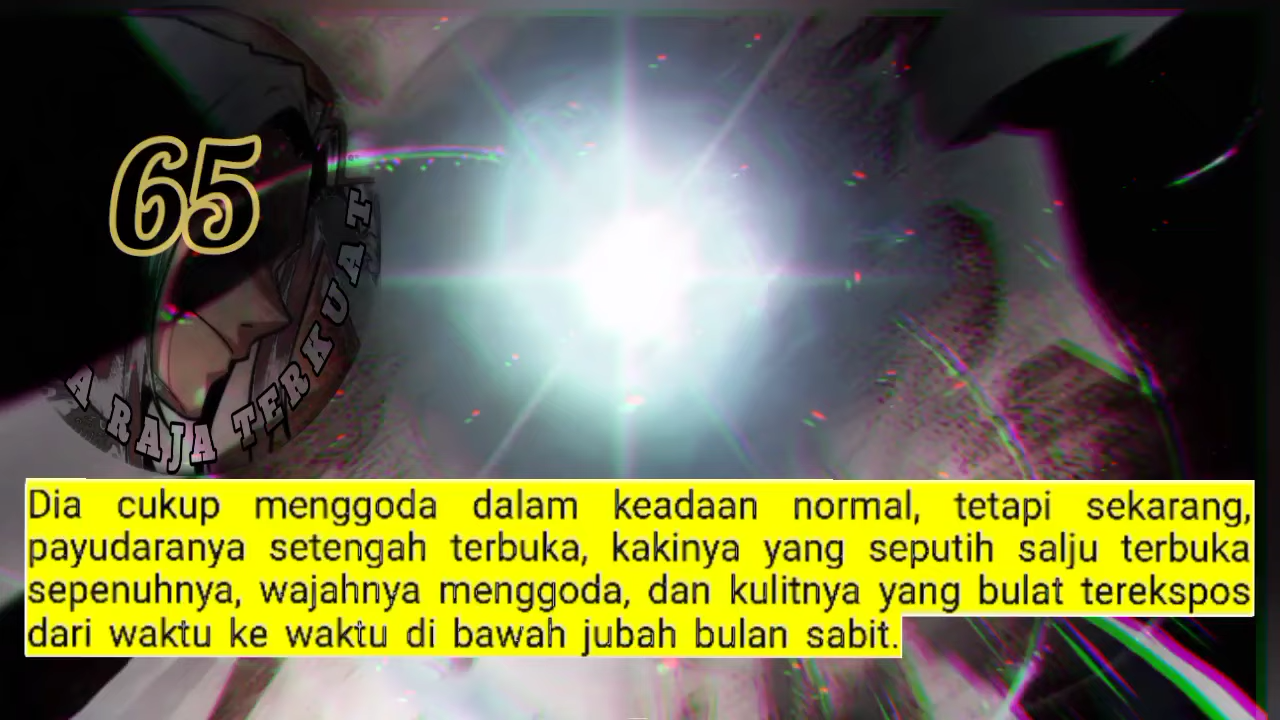 65
A RAJA TERKUAT
Dia cukup menggoda dalam keadaan normal, tetapi sekarang,
payudaranya setengah terbuka, kakinya yang seputih salju terbuka
sepenuhnya, wajahnya menggoda, dan kulitnya yang bulat terekspos
dari waktu ke waktu di bawah jubah bulan sabit.